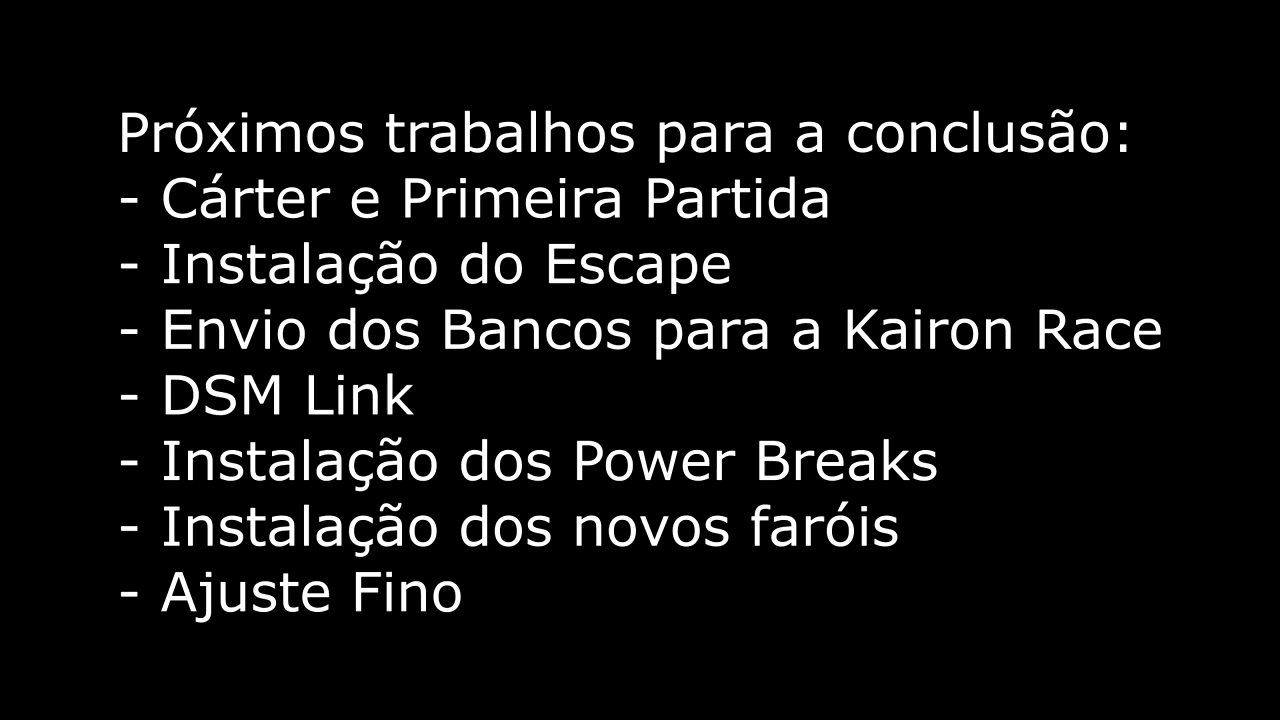 Próximos trabalhos para a conclusão:
- Cárter e Primeira Partida
- Instalação do Escape
- Envio dos Bancos para a Kairon Race
- DSM Link
- Instalação dos Power Breaks
- Instalação dos novos faróis
- Ajuste Fino